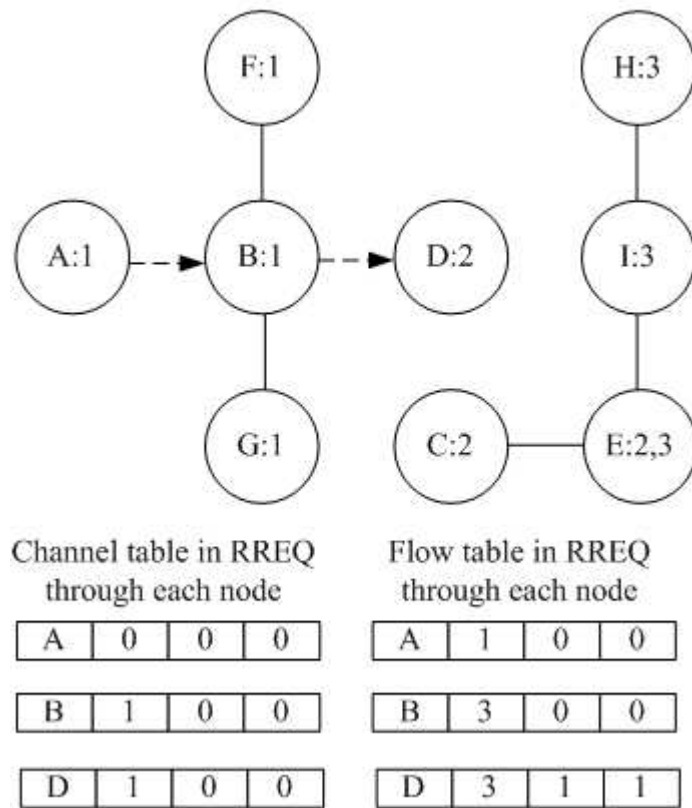 F:1 H:3
A:1 B:1 D:2 I:3
G:1 C:2 E:2,3
Channel table in RREQ
through each node
A 0 0 0
B 1 0 0
D 1 0 0
Flow table in RREQ
through each node
A 1 0 0
B 3 0 0
D 3 1 1